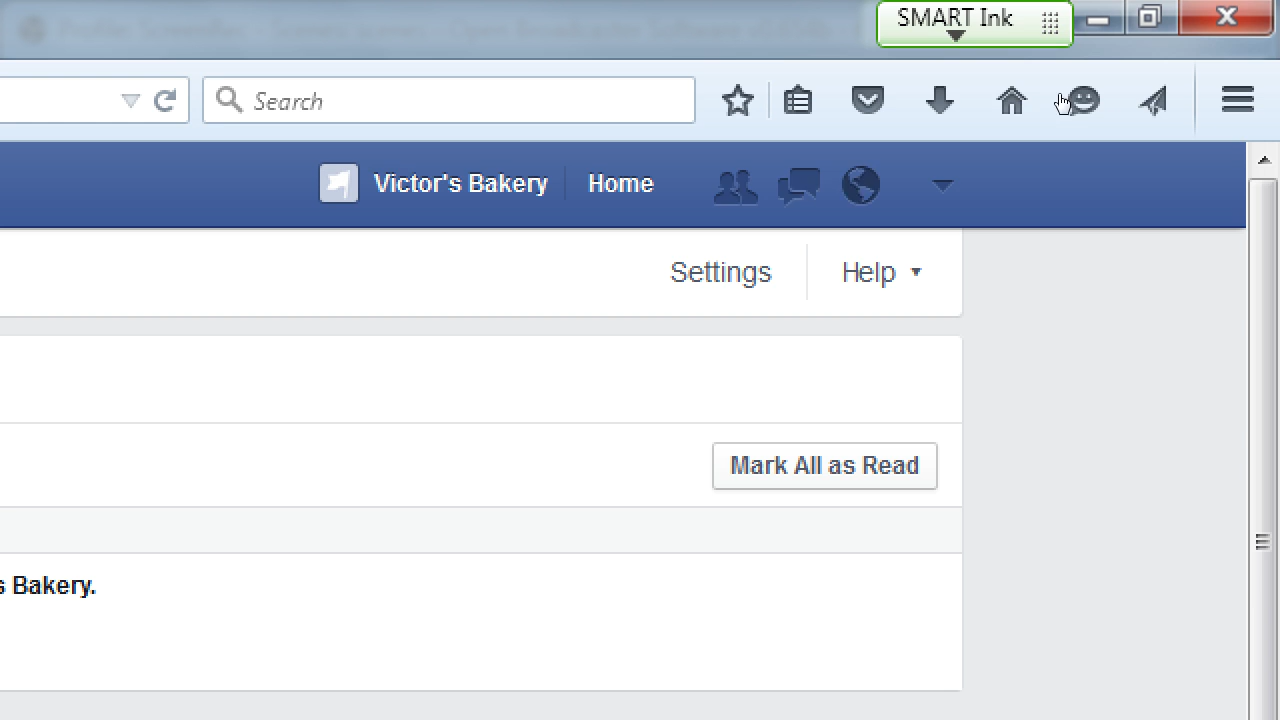 SMART Ink
Search
Victor's Bakery
Home
Settings
Help
Mark All as Read
s Bakery.